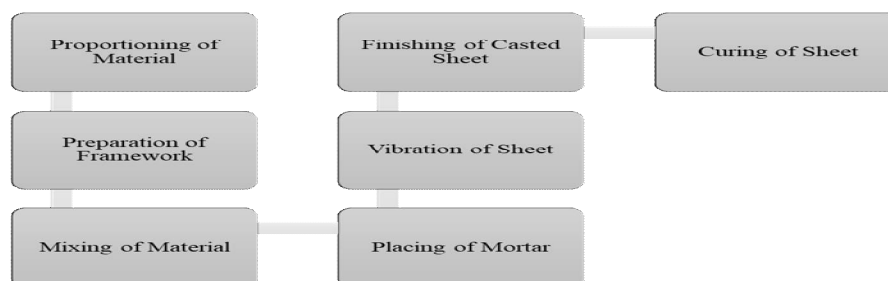 Proportioning of
Material
Preparation of
Framework
Mixing of Material
Placing of Mortar
Vibration of Sheet
Finishing of Casted
Sheet
Curing of Sheet